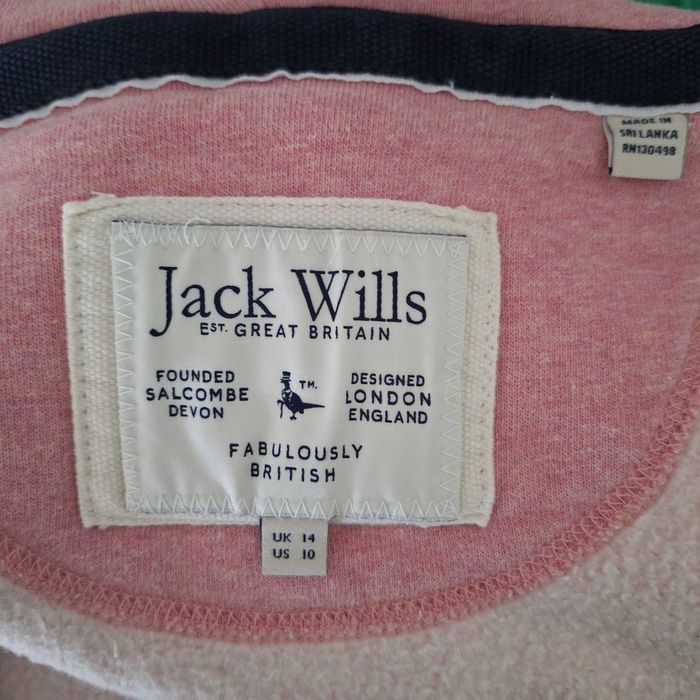 MADE IN
SRI LANKA
RN130498
Jack Wills
EST. GREAT BRITAIN
FOUNDED
SALCOMBE
DEVON
TM.
DESIGNED
LONDON
ENGLAND
FABULOUSLY
BRITISH
UK 14
US 10